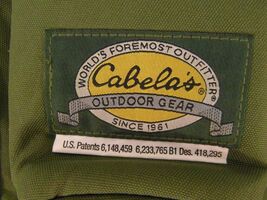 WORLD'S FOREMOST OUTFITTER®
Cabela's®
OUTDOOR GEAR
SINCE 1961
U.S. Patents 6,148,459 6,233,765 B1 Des. 418,295